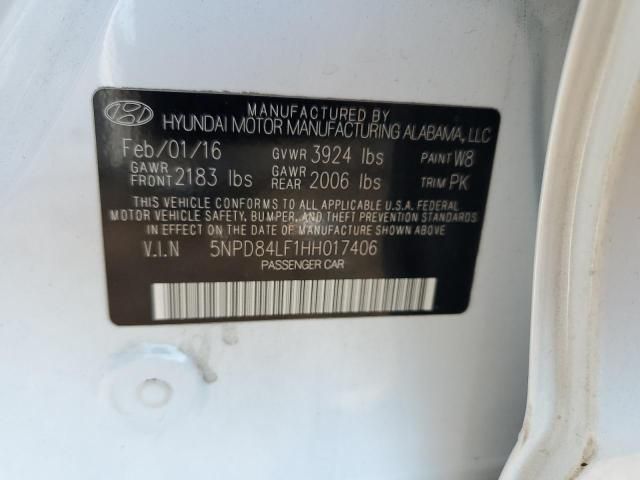 MANUFACTURED BY
HYUNDAI MOTOR MANUFACTURING ALABAMA, LLC
Feb/01/16 GVWR 3924 lbs PAINT W8
GAWR FRONT 2183 lbs GAWR REAR 2006 lbs TRIM PK
THIS VEHICLE CONFORMS TO ALL APPLICABLE U.S.A. FEDERAL
MOTOR VEHICLE SAFETY, BUMPER, AND THEFT PREVENTION STANDARDS
IN EFFECT ON THE DATE OF MANUFACTURE SHOWN ABOVE.
V.I.N 5NPD84LF1HH017406
PASSENGER CAR